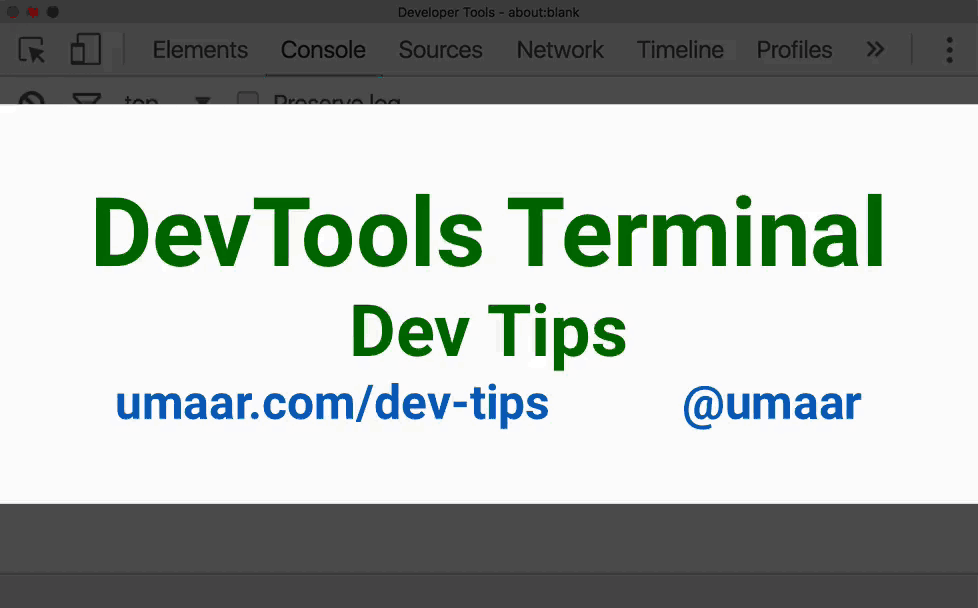 Developer Tools - about:blank
Elements Console Sources Network Timeline Profiles »
top Preserve log
DevTools Terminal
Dev Tips
umaar.com/dev-tips @umaar